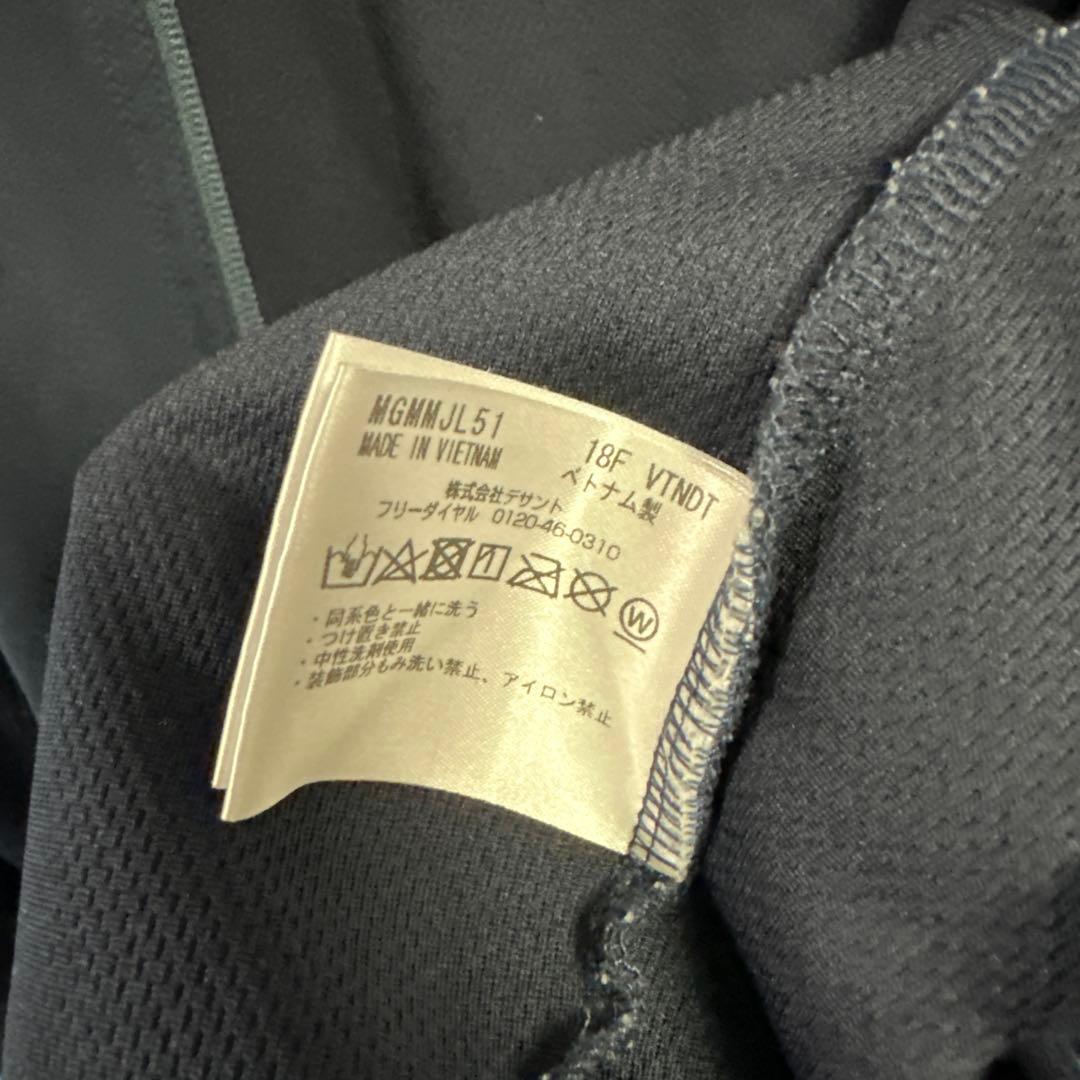 MGMMJL51 18F VTNDT
MADE IN VIETNAM ベトナム製
株式会社デサント
フリーダイヤル 0120-46-0310
W
・同系色と一緒に洗う
・つけ置き禁止
・中性洗剤使用
・装飾部分もみ洗い禁止、アイロン禁止